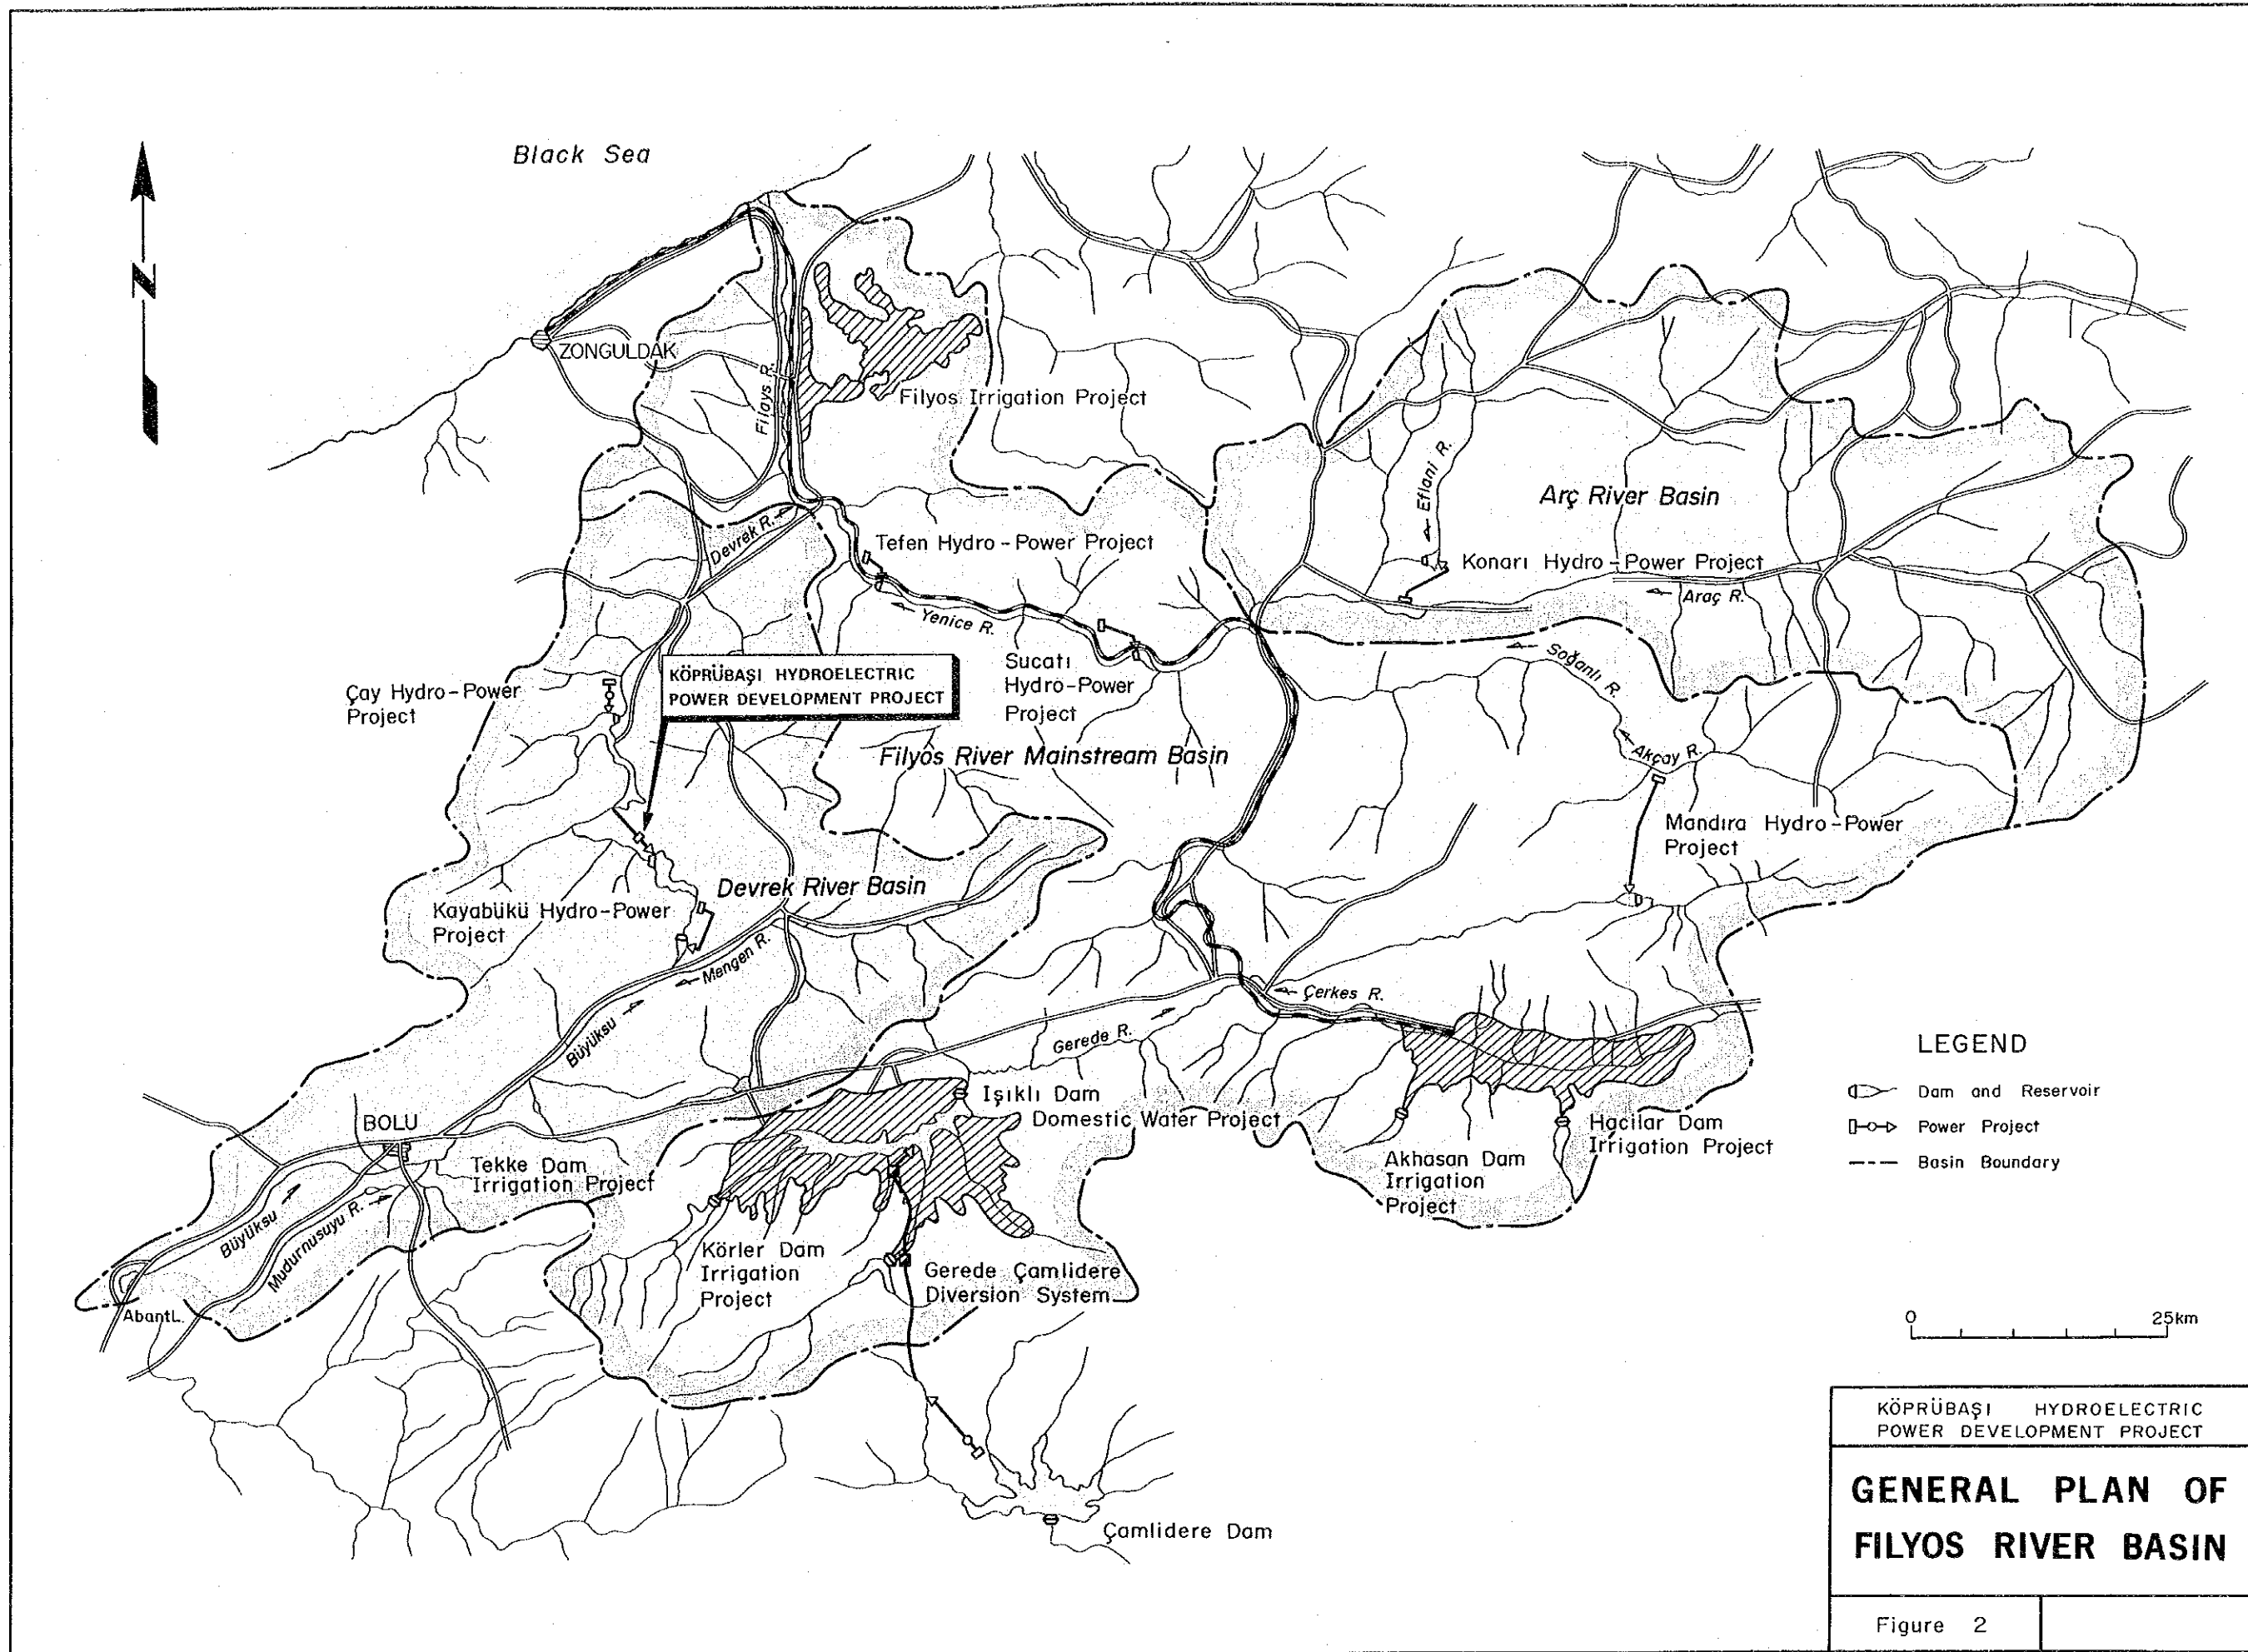 Black Sea
N
ZONGULDAK
Filays R.
Filyos Irrigation Project
Eflani R.
Arç River Basin
Devrek R.
Tefen Hydro-Power Project
Konarı Hydro-Power Project
Araç R.
Yenice R.
Sucatı
Hydro-Power
Project
Soğanlı R.
KÖPRÜBAŞI HYDROELECTRIC
POWER DEVELOPMENT PROJECT
Çay Hydro-Power
Project
Filyos River Mainstream Basin
Akçay R.
Mandıra Hydro-Power
Project
Devrek River Basin
Kayabükü Hydro-Power
Project
Mengen R.
Büyüksu
Çerkes R.
Gerede R.
Işıklı Dam
Domestic Water Project
BOLU
Tekke Dam
Irrigation Project
Hacilar Dam
Irrigation Project
Akhasan Dam
Irrigation
Project
Büyüksu
Mudurnusuyu R.
Körler Dam
Irrigation
Project
Gerede Çamlidere
Diversion System
Abant L.
Çamlidere Dam
LEGEND
Dam and Reservoir
Power Project
Basin Boundary
0 25km
KÖPRÜBAŞI HYDROELECTRIC
POWER DEVELOPMENT PROJECT
GENERAL PLAN OF
FILYOS RIVER BASIN
Figure 2